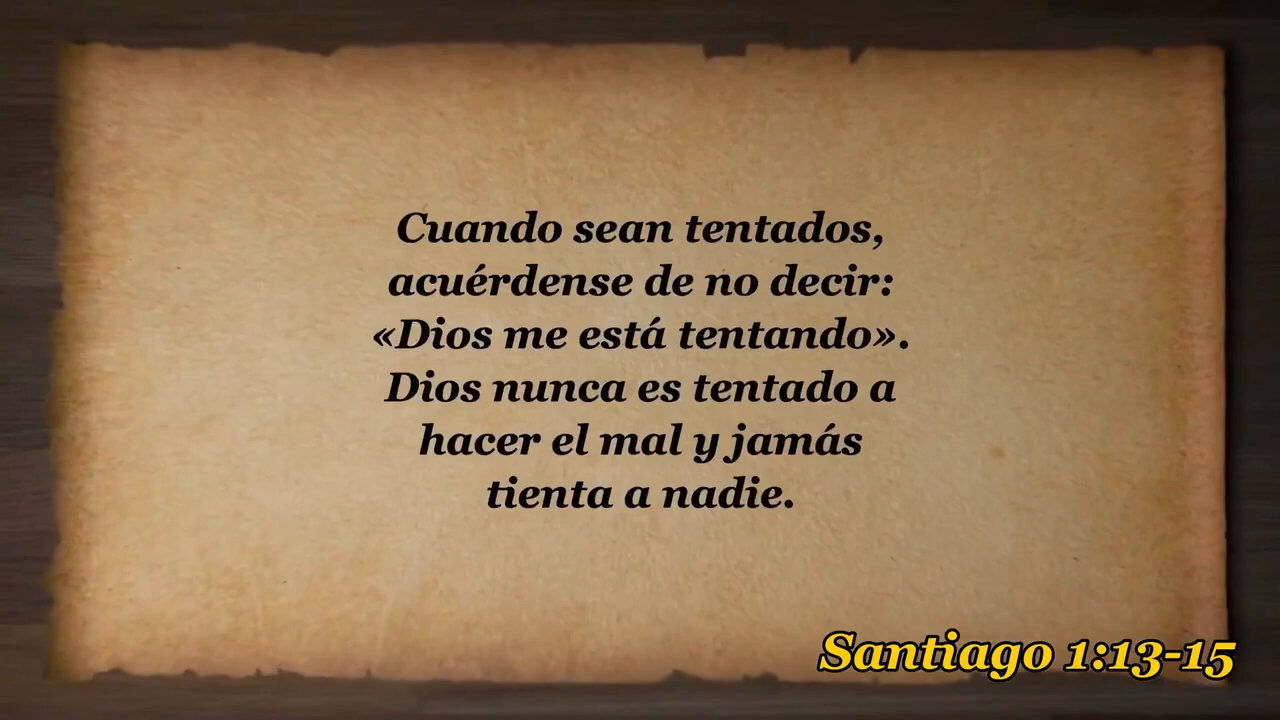 Cuando sean tentados,
acuérdense de no decir:
«Dios me está tentando».
Dios nunca es tentado a
hacer el mal y jamás
tienta a nadie.
Santiago 1:13-15